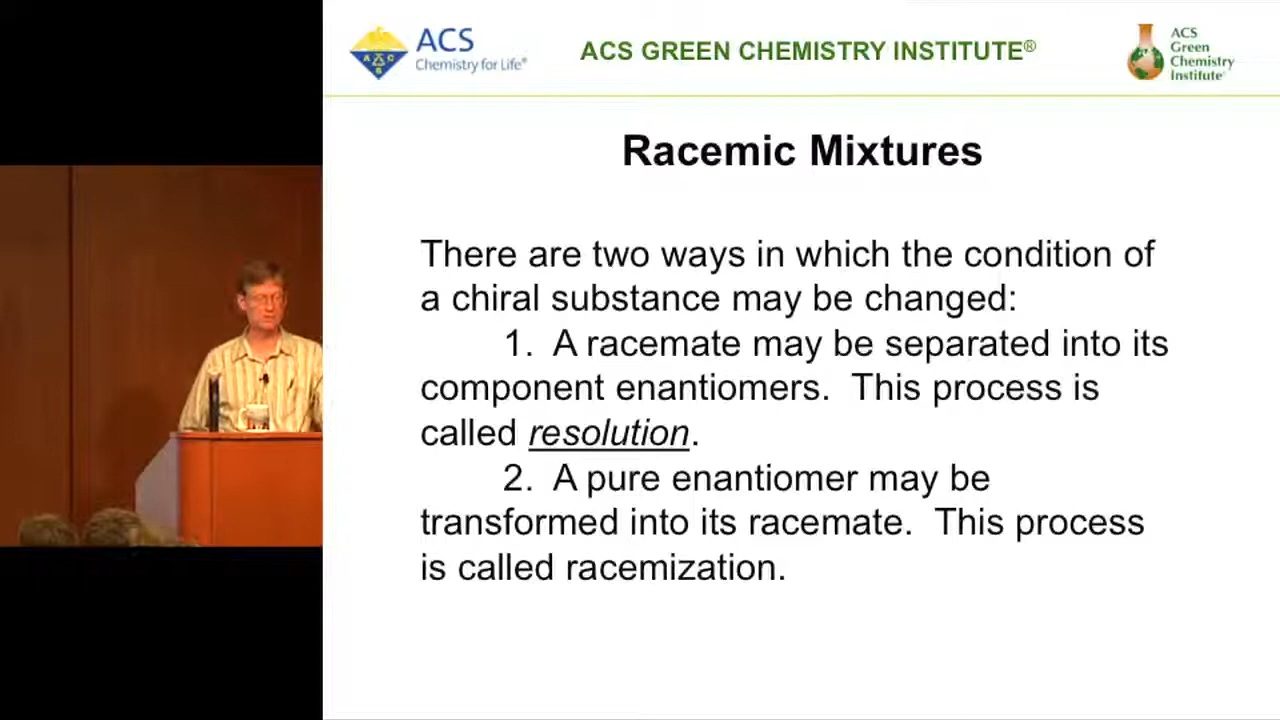 ACS
Chemistry for Life®
ACS GREEN CHEMISTRY INSTITUTE®
ACS
Green
Chemistry
Institute®
Racemic Mixtures
There are two ways in which the condition of
a chiral substance may be changed:
1. A racemate may be separated into its
component enantiomers. This process is
called resolution.
2. A pure enantiomer may be
transformed into its racemate. This process
is called racemization.